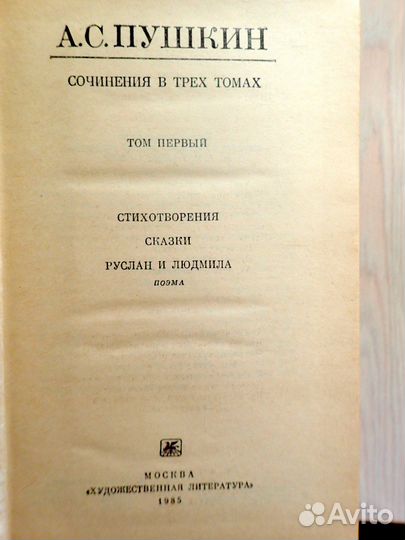 А.С.ПУШКИН
СОЧИНЕНИЯ В ТРЕХ ТОМАХ
ТОМ ПЕРВЫЙ
СТИХОТВОРЕНИЯ
СКАЗКИ
РУСЛАН И ЛЮДМИЛА
ПОЭМА
МОСКВА
«ХУДОЖЕСТВЕННАЯ ЛИТЕРАТУРА»
1985
Avito